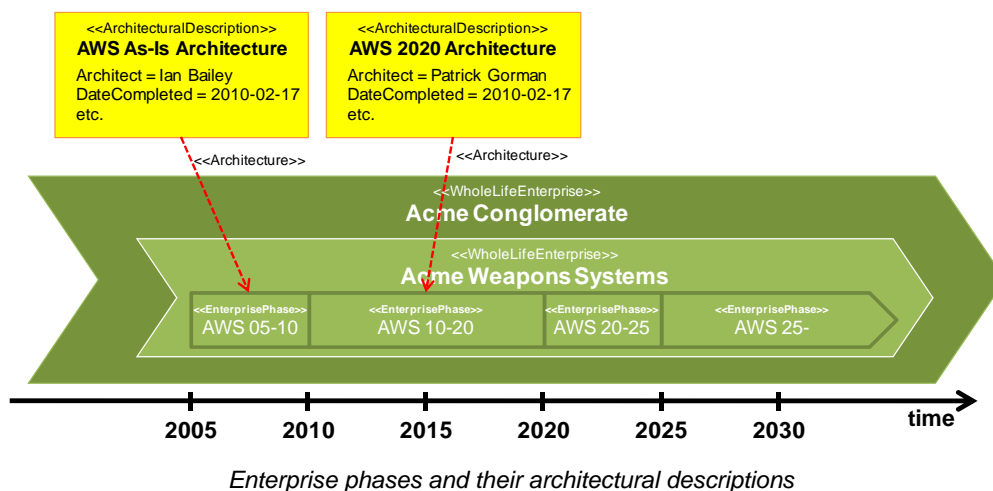 <<ArchitecturalDescription>>
AWS As-Is Architecture
Architect = Ian Bailey
DateCompleted = 2010-02-17
etc.
<<ArchitecturalDescription>>
AWS 2020 Architecture
Architect = Patrick Gorman
DateCompleted = 2010-02-17
etc.
<<Architecture>>
<<Architecture>>
<<WholeLifeEnterprise>>
Acme Conglomerate
<<WholeLifeEnterprise>>
Acme Weapons Systems
<<EnterprisePhase>>
AWS 05-10
<<EnterprisePhase>>
AWS 10-20
<<EnterprisePhase>>
AWS 20-25
<<EnterprisePhase>>
AWS 25-
time
2005 2010 2015 2020 2025 2030
Enterprise phases and their architectural descriptions